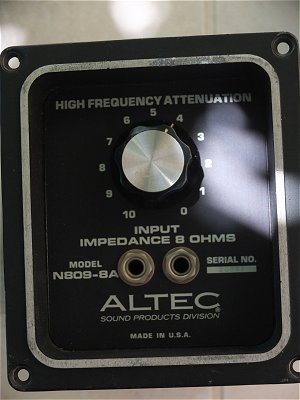 HIGH FREQUENCY ATTENUATION
5
6 4
7 3
8 2
9 1
10 0
INPUT
IMPEDANCE 8 OHMS
MODEL SERIAL NO.
N809-8A
ALTEC®
SOUND PRODUCTS DIVISION
MADE IN U.S.A.